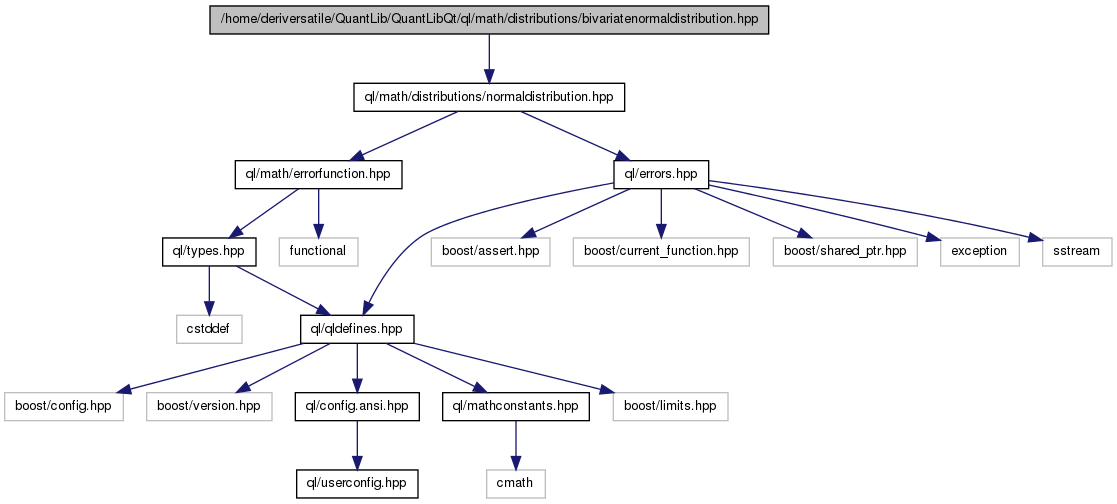 /home/deriversatile/QuantLib/QuantLibQt/ql/math/distributions/bivariatenormaldistribution.hpp
ql/math/distributions/normaldistribution.hpp
ql/math/errorfunction.hpp
ql/errors.hpp
ql/types.hpp
functional
boost/assert.hpp
boost/current_function.hpp
boost/shared_ptr.hpp
exception
sstream
cstddef
ql/qldefines.hpp
boost/config.hpp
boost/version.hpp
ql/config.ansi.hpp
ql/mathconstants.hpp
boost/limits.hpp
ql/userconfig.hpp
cmath